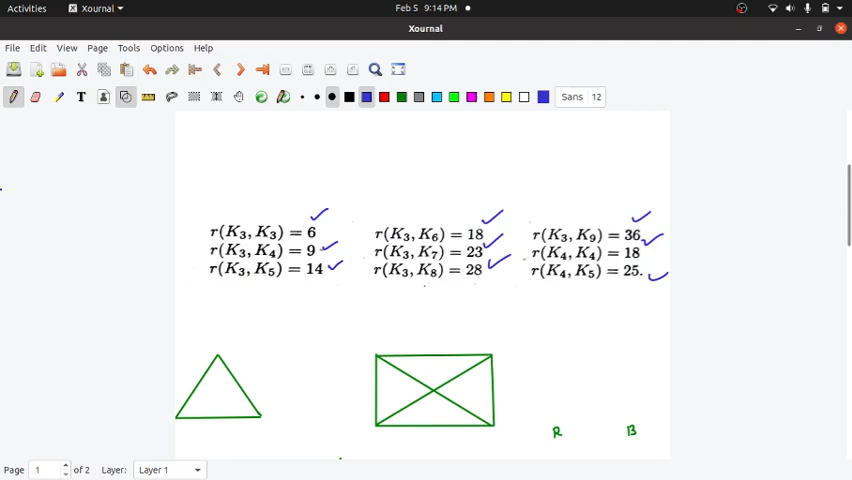 Activities
Xournal
Feb 5 9:14 PM
Xournal
File Edit View Page Tools Options Help
T
Sans 12
r(K₃, K₃) = 6
r(K₃, K₄) = 9
r(K₃, K₅) = 14
r(K₃, K₆) = 18
r(K₃, K₇) = 23
r(K₃, K₈) = 28
r(K₃, K₉) = 36
r(K₄, K₄) = 18
r(K₄, K₅) = 25.
R B
Page 1 of 2 Layer: Layer 1